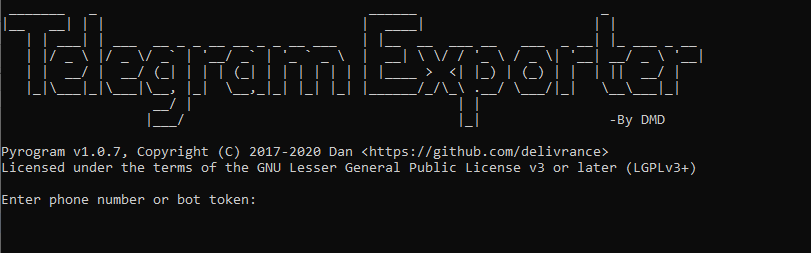 Telegram Exporter
-By DMD
Pyrogram v1.0.7, Copyright (C) 2017-2020 Dan <https://github.com/delivrance>
Licensed under the terms of the GNU Lesser General Public License v3 or later (LGPLv3+)
Enter phone number or bot token: